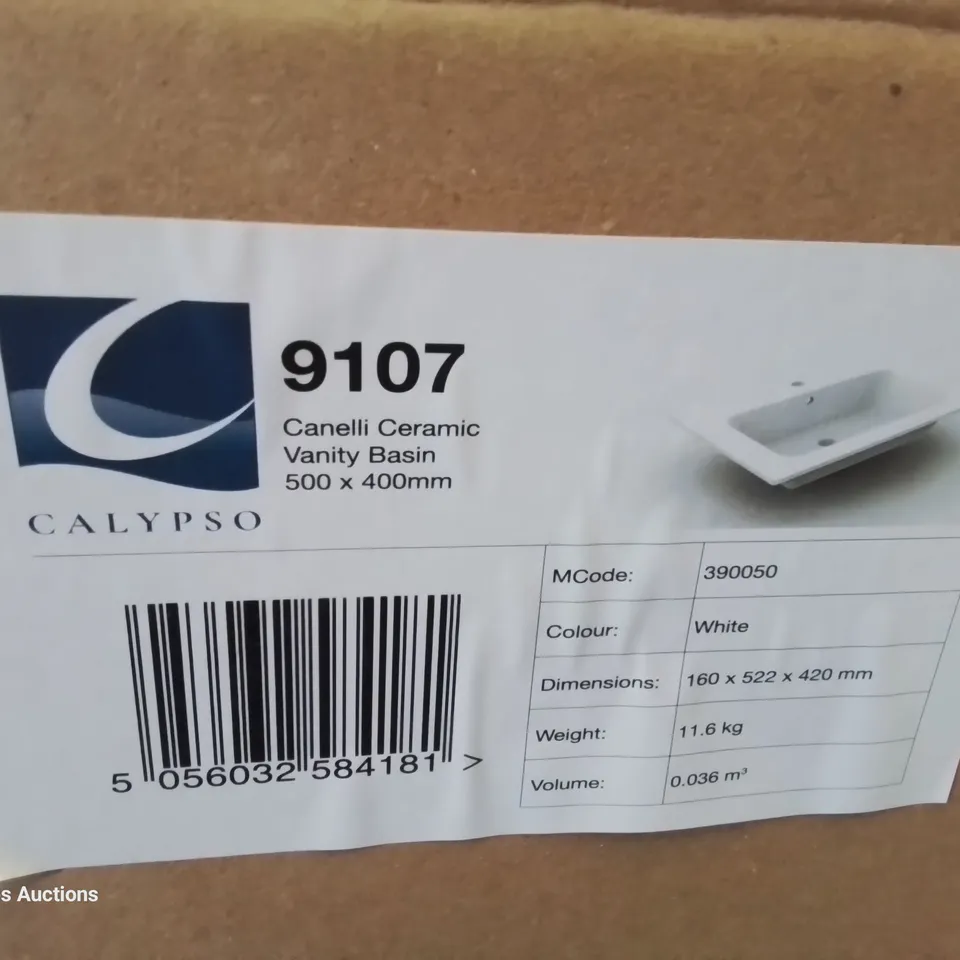 9107
Canelli Ceramic
Vanity Basin
500 x 400mm
CALYPSO
MCode: 390050
Colour: White
Dimensions: 160 x 522 x 420 mm
Weight: 11.6 kg
Volume: 0.036 m³
5 056032 584181 >
s Auctions